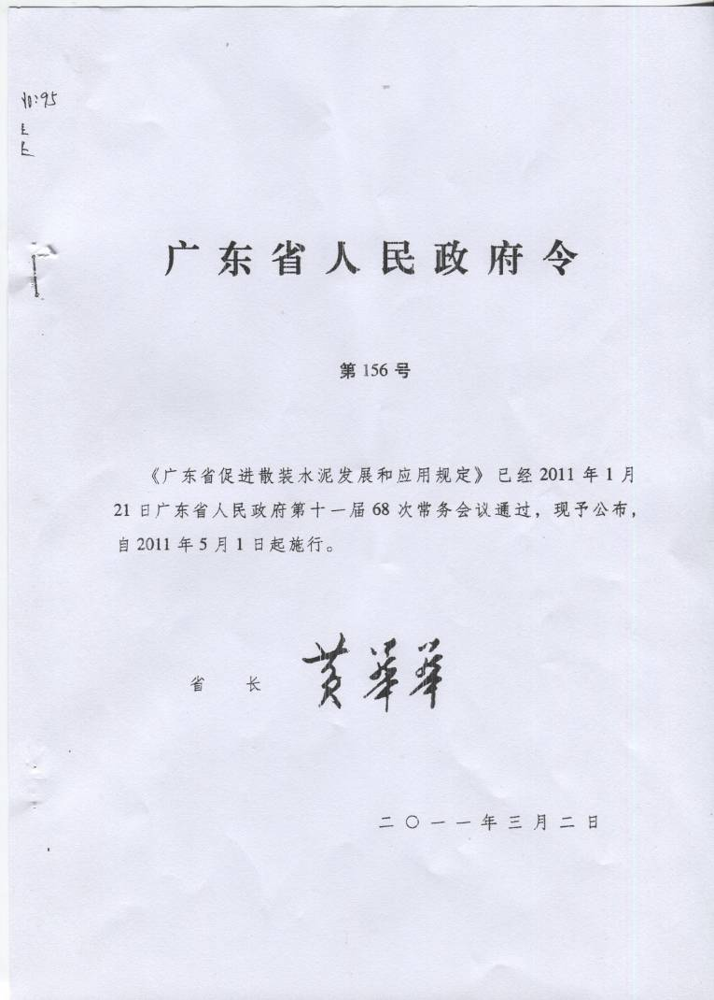 广东省人民政府令
第156号
《广东省促进散装水泥发展和应用规定》已经2011年1月
21日广东省人民政府第十一届68次常务会议通过，现予公布，
自2011年5月1日起施行。
省 长 黄华华
二〇一一年三月二日